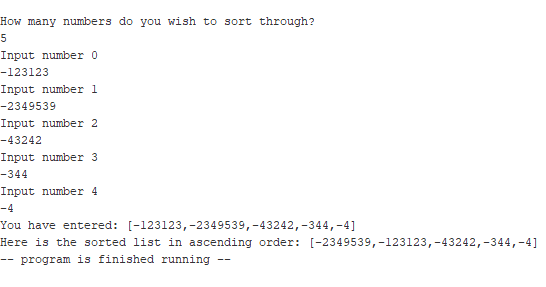 How many numbers do you wish to sort through?
5
Input number 0
-123123
Input number 1
-2349539
Input number 2
-43242
Input number 3
-344
Input number 4
-4
You have entered: [-123123,-2349539,-43242,-344,-4]
Here is the sorted list in ascending order: [-2349539,-123123,-43242,-344,-4]
-- program is finished running --